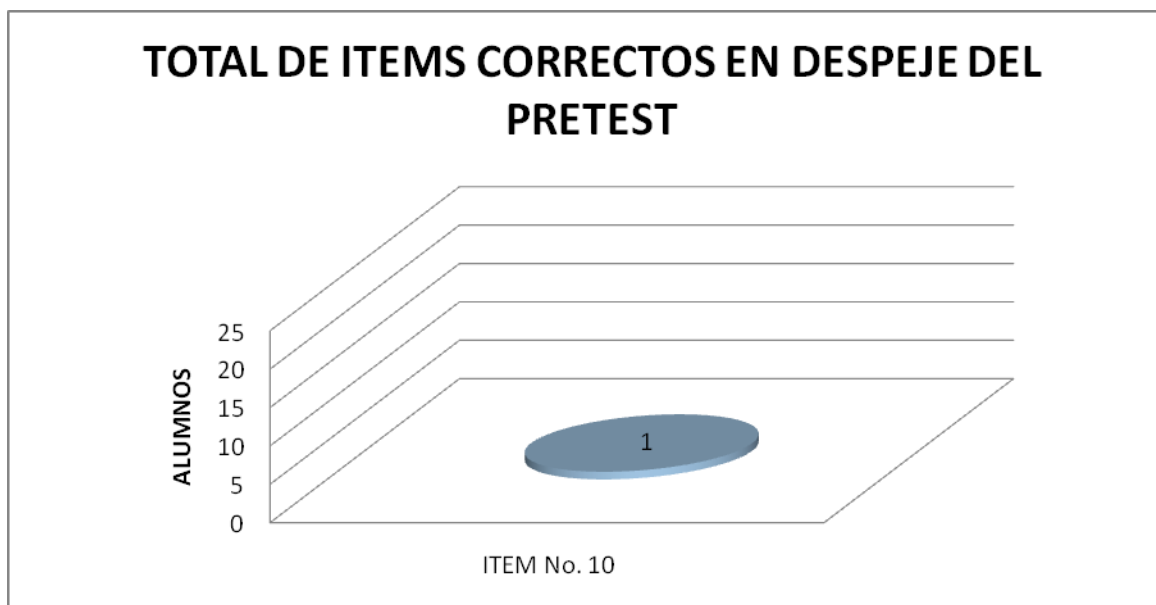 TOTAL DE ITEMS CORRECTOS EN DESPEJE DEL
PRETEST
25
20
15
10
5
0
ALUMNOS
1
ITEM No. 10